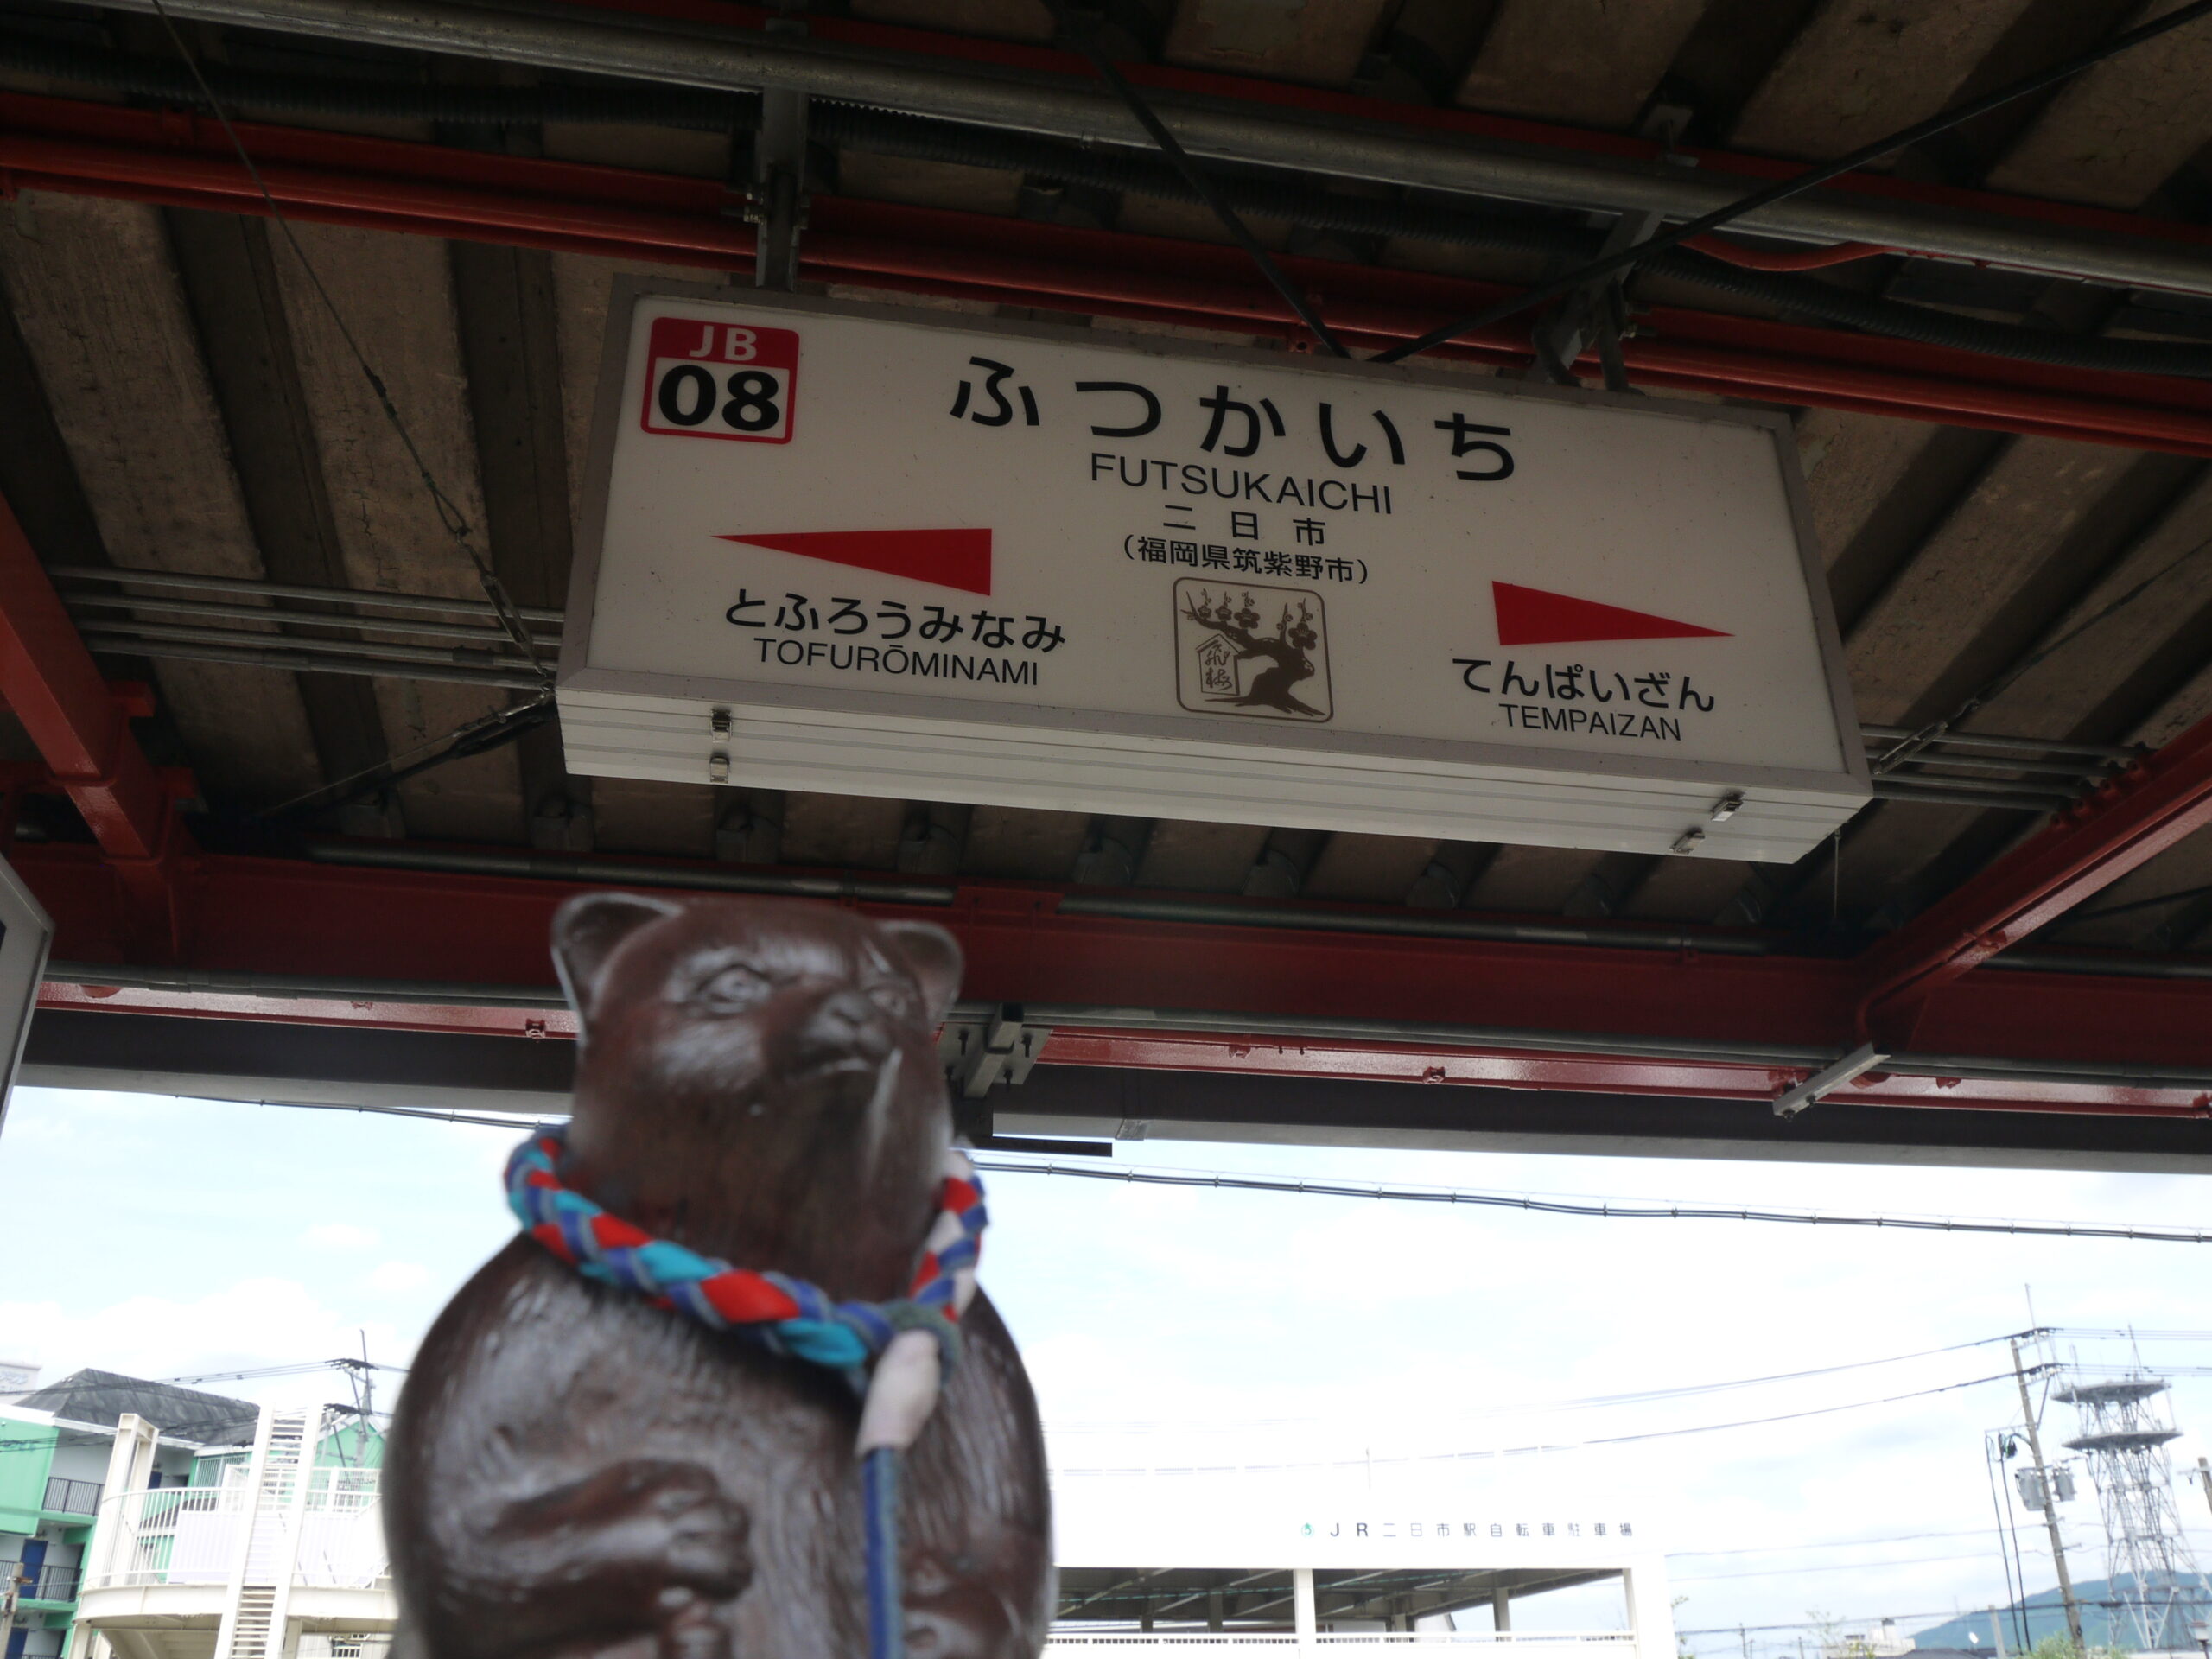 JB
08
ふつかいち
FUTSUKAICHI
二日市
（福岡県筑紫野市）
とふろうみなみ
TOFURŌMINAMI
飛梅
てんぱいざん
TEMPAIZAN
JR二日市駅自転車駐車場